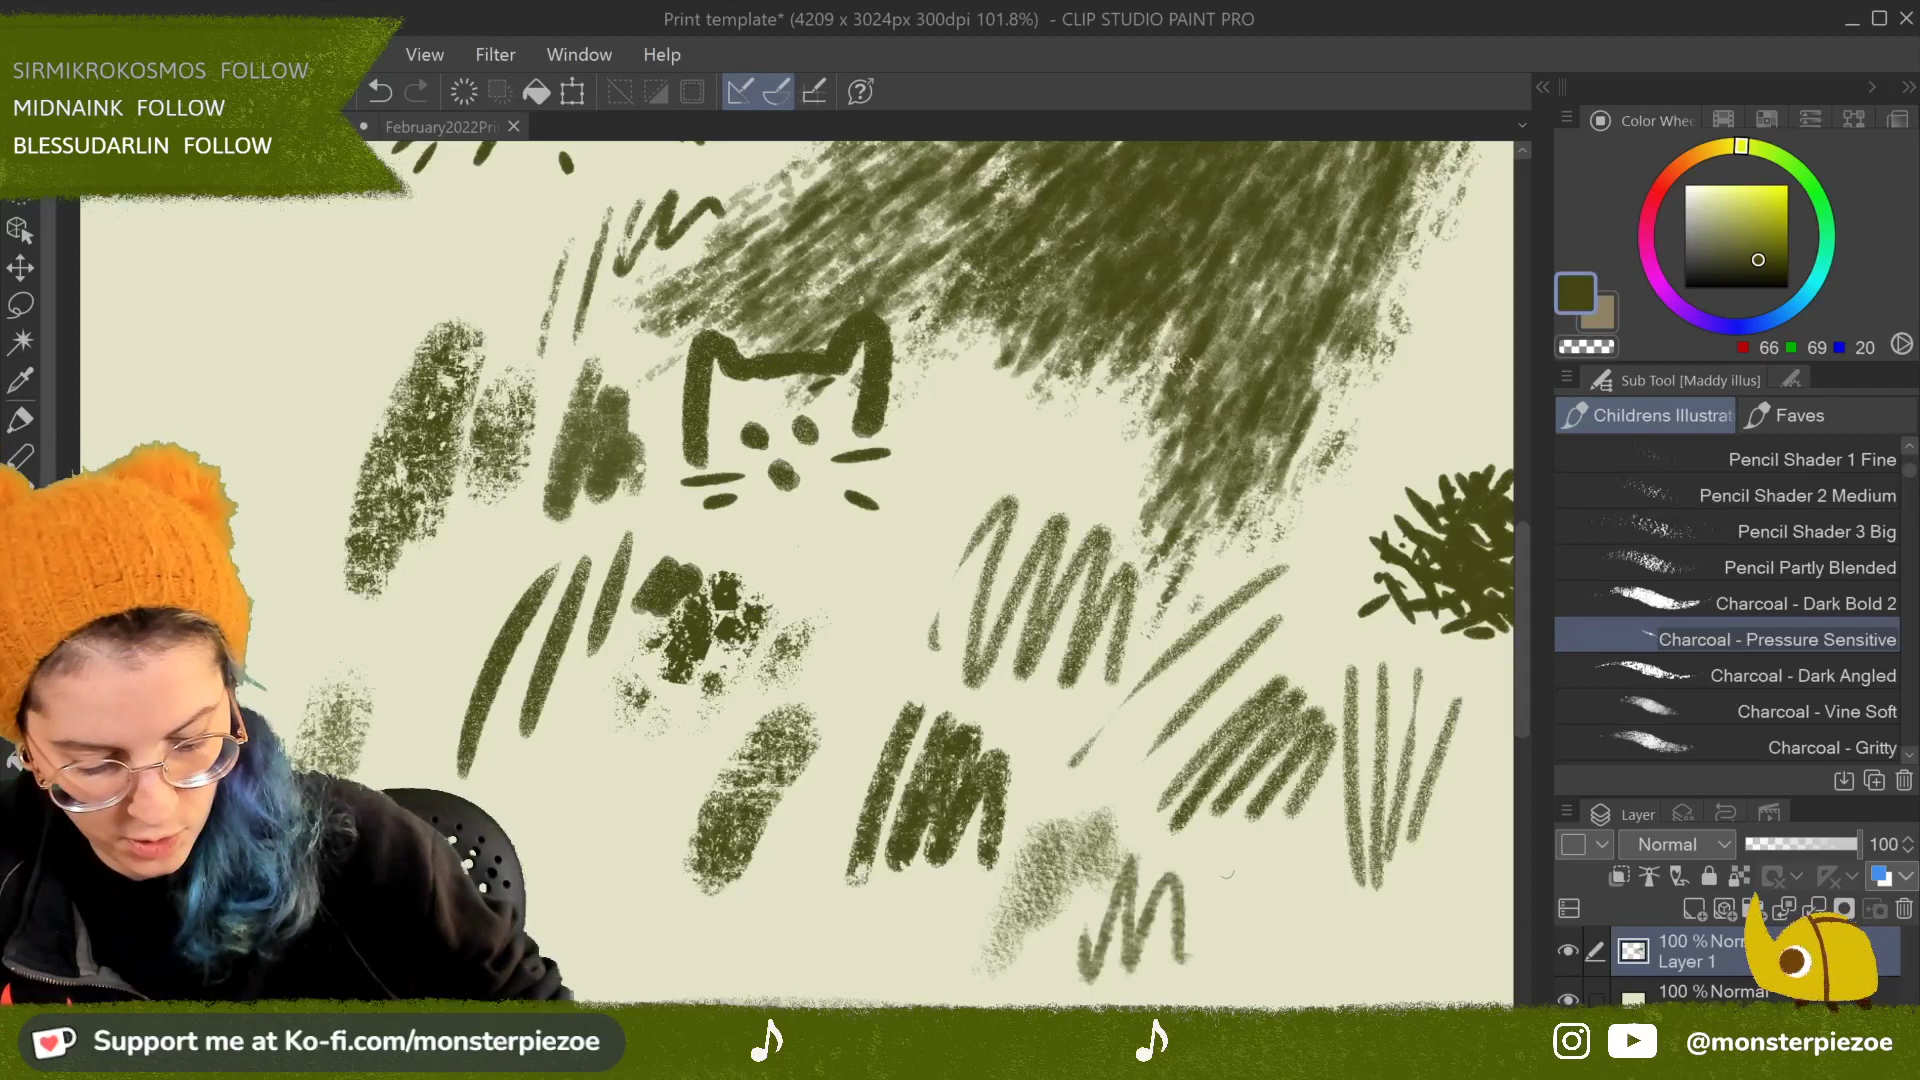 Print template* (4209 x 3024px 300dpi 101.8%) - CLIP STUDIO PAINT PRO
SIRMIKROKOSMOS FOLLOW
MIDNAINK FOLLOW
BLESSUDARLIN FOLLOW
View Filter Window Help
February2022Pri
Color Whee
66 69 20
Sub Tool [Maddy illus]
Childrens Illustrat Faves
Pencil Shader 1 Fine
Pencil Shader 2 Medium
Pencil Shader 3 Big
Pencil Partly Blended
Charcoal - Dark Bold 2
Charcoal - Pressure Sensitive
Charcoal - Dark Angled
Charcoal - Vine Soft
Charcoal - Gritty
Layer
Normal 100
100 % Nor
Layer 1
100 % Normal
Support me at Ko-fi.com/monsterpiezoe
@monsterpiezoe